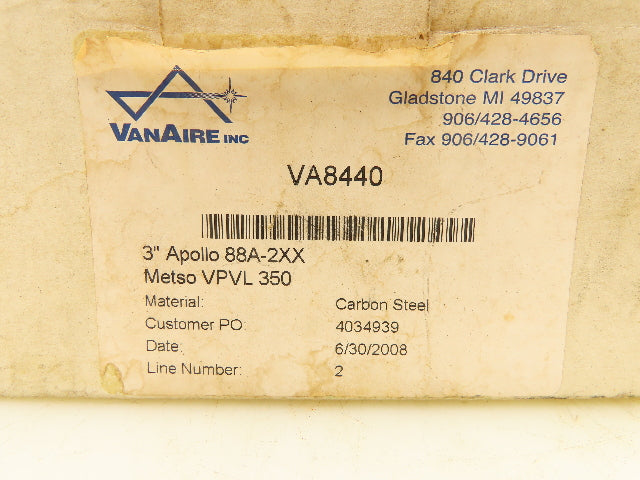 VANAIRE INC
840 Clark Drive
Gladstone MI 49837
906/428-4656
Fax 906/428-9061
VA8440
3" Apollo 88A-2XX
Metso VPVL 350
Material: Carbon Steel
Customer PO: 4034939
Date: 6/30/2008
Line Number: 2